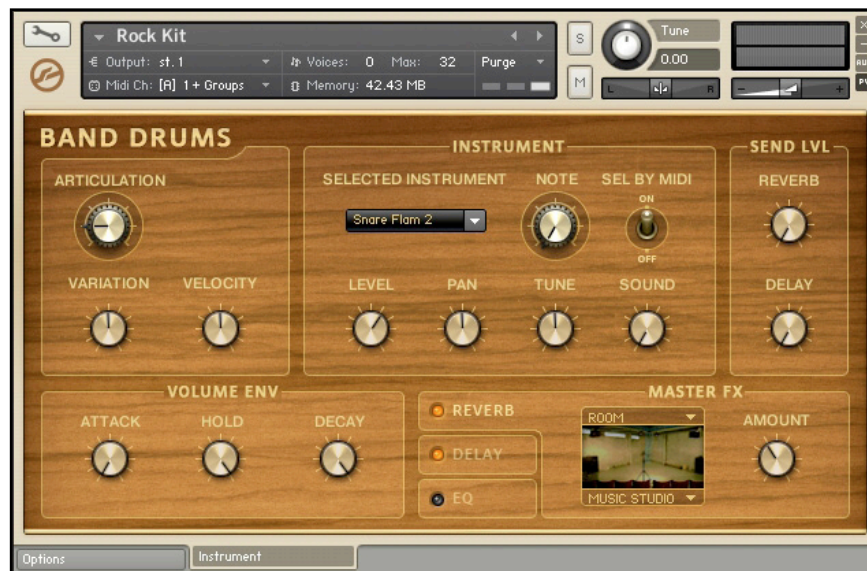 Rock Kit
Output: st. 1
Voices: 0 Max: 32
Purge
Midi Ch: [A] 1 + Groups
Memory: 42.43 MB
S
M
Tune
0.00
L R
- +
AU
BAND DRUMS
ARTICULATION
VARIATION VELOCITY
INSTRUMENT
SELECTED INSTRUMENT NOTE SEL BY MIDI
Snare Flam 2
ON
OFF
LEVEL PAN TUNE SOUND
SEND LVL
REVERB
DELAY
VOLUME ENV
ATTACK HOLD DECAY
REVERB
DELAY
EQ
MASTER FX
ROOM
MUSIC STUDIO
AMOUNT
Options
Instrument